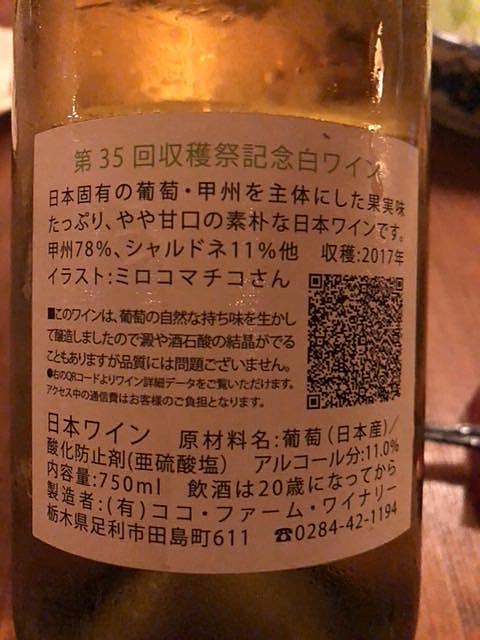 第35回収穫祭記念白ワイン
日本固有の葡萄・甲州を主体にした果実味
たっぷり、やや甘口の素朴な日本ワインです。
甲州78%、シャルドネ11%他　収穫:2017年
イラスト:ミロコマチコさん
■このワインは、葡萄の自然な持ち味を生かし
て醸造しましたので澱や酒石酸の結晶がでる
こともありますが品質には問題ございません。
●右のQRコードよりワイン詳細データをご覧いただけます。
アクセス中の通信費はお客様のご負担となります。
日本ワイン　原材料名:葡萄(日本産)／
酸化防止剤(亜硫酸塩)　アルコール分:11.0%
内容量:750ml　飲酒は20歳になってから
製造者:(有)ココ・ファーム・ワイナリー
栃木県足利市田島町611　☎0284-42-1194